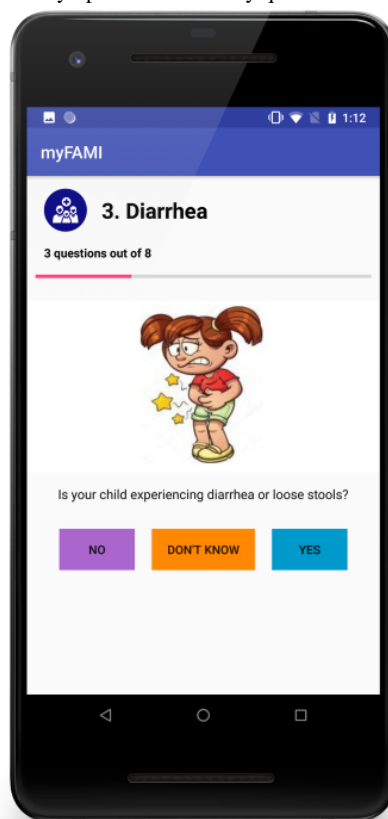 1:12
myFAMI
3. Diarrhea
3 questions out of 8
Is your child experiencing diarrhea or loose stools?
NO
DON'T KNOW
YES